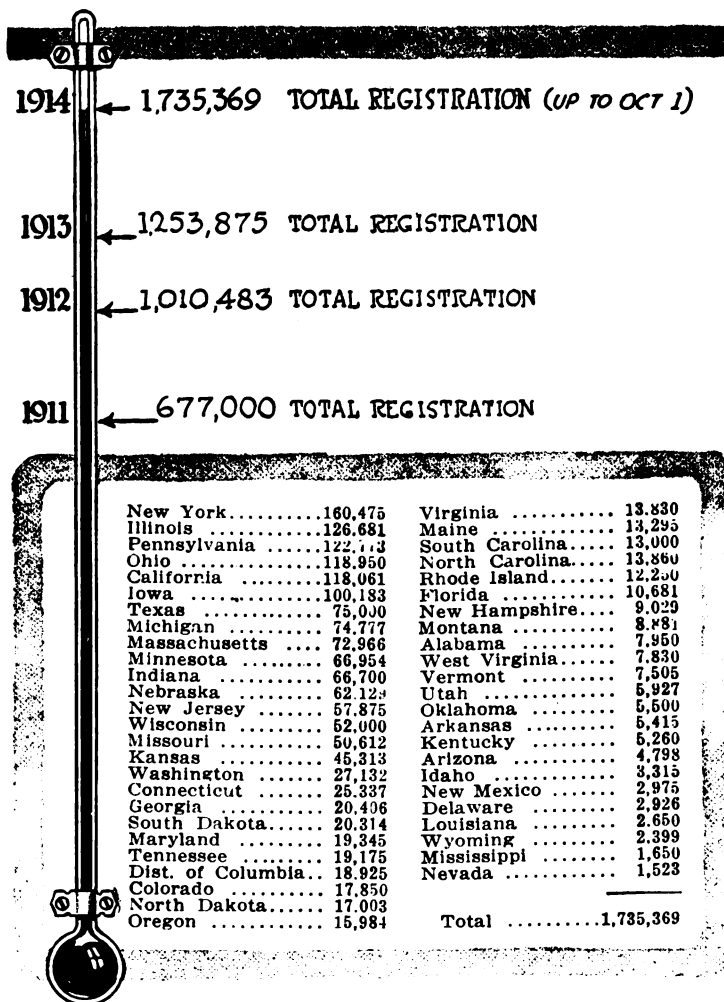 1914 1,735,369 TOTAL REGISTRATION (UP TO OCT 1)
1913 1,253,875 TOTAL REGISTRATION
1912 1,010,483 TOTAL REGISTRATION
1911 677,000 TOTAL REGISTRATION
New York..........160,475
Illinois ..........126,681
Pennsylvania ......
Ohio ..............118,950
California ........118,061
Iowa ..............100,183
Texas ............ 75,000
Michigan ......... 74,777
Massachusetts .... 72,966
Minnesota ........ 66,954
Indiana .......... 66,700
Nebraska ......... 62,129
New Jersey ....... 57,875
Wisconsin ........ 52,000
Missouri ......... 50,612
Kansas ........... 45,313
Washington ....... 27,132
Connecticut ...... 25.337
Georgia .......... 20,406
South Dakota...... 20.314
Maryland ......... 19,345
Tennessee ........ 19,175
Dist. of Columbia.. 18.925
Colorado ......... 17,850
North Dakota...... 17.003
Oregon ........... 15,984
Virginia ........... 13.830
Maine .............. 13,295
South Carolina..... 13,000
North Carolina..... 13,860
Rhode Island....... 12,250
Florida ............ 10,681
New Hampshire.... 9.029
Montana ........... 8.881
Alabama ........... 7,950
West Virginia...... 7.830
Vermont ........... 7,505
Utah ............... 5,927
Oklahoma .......... 5,500
Arkansas .......... 5,415
Kentucky .......... 5,260
Arizona ............ 4,798
Idaho .............. 3,315
New Mexico ....... 2,975
Delaware .......... 2,926
Louisiana .......... 2.650
Wyoming .......... 2.399
Mississippi ........ 1,650
Nevada ............ 1,523
Total ..........1,735,369